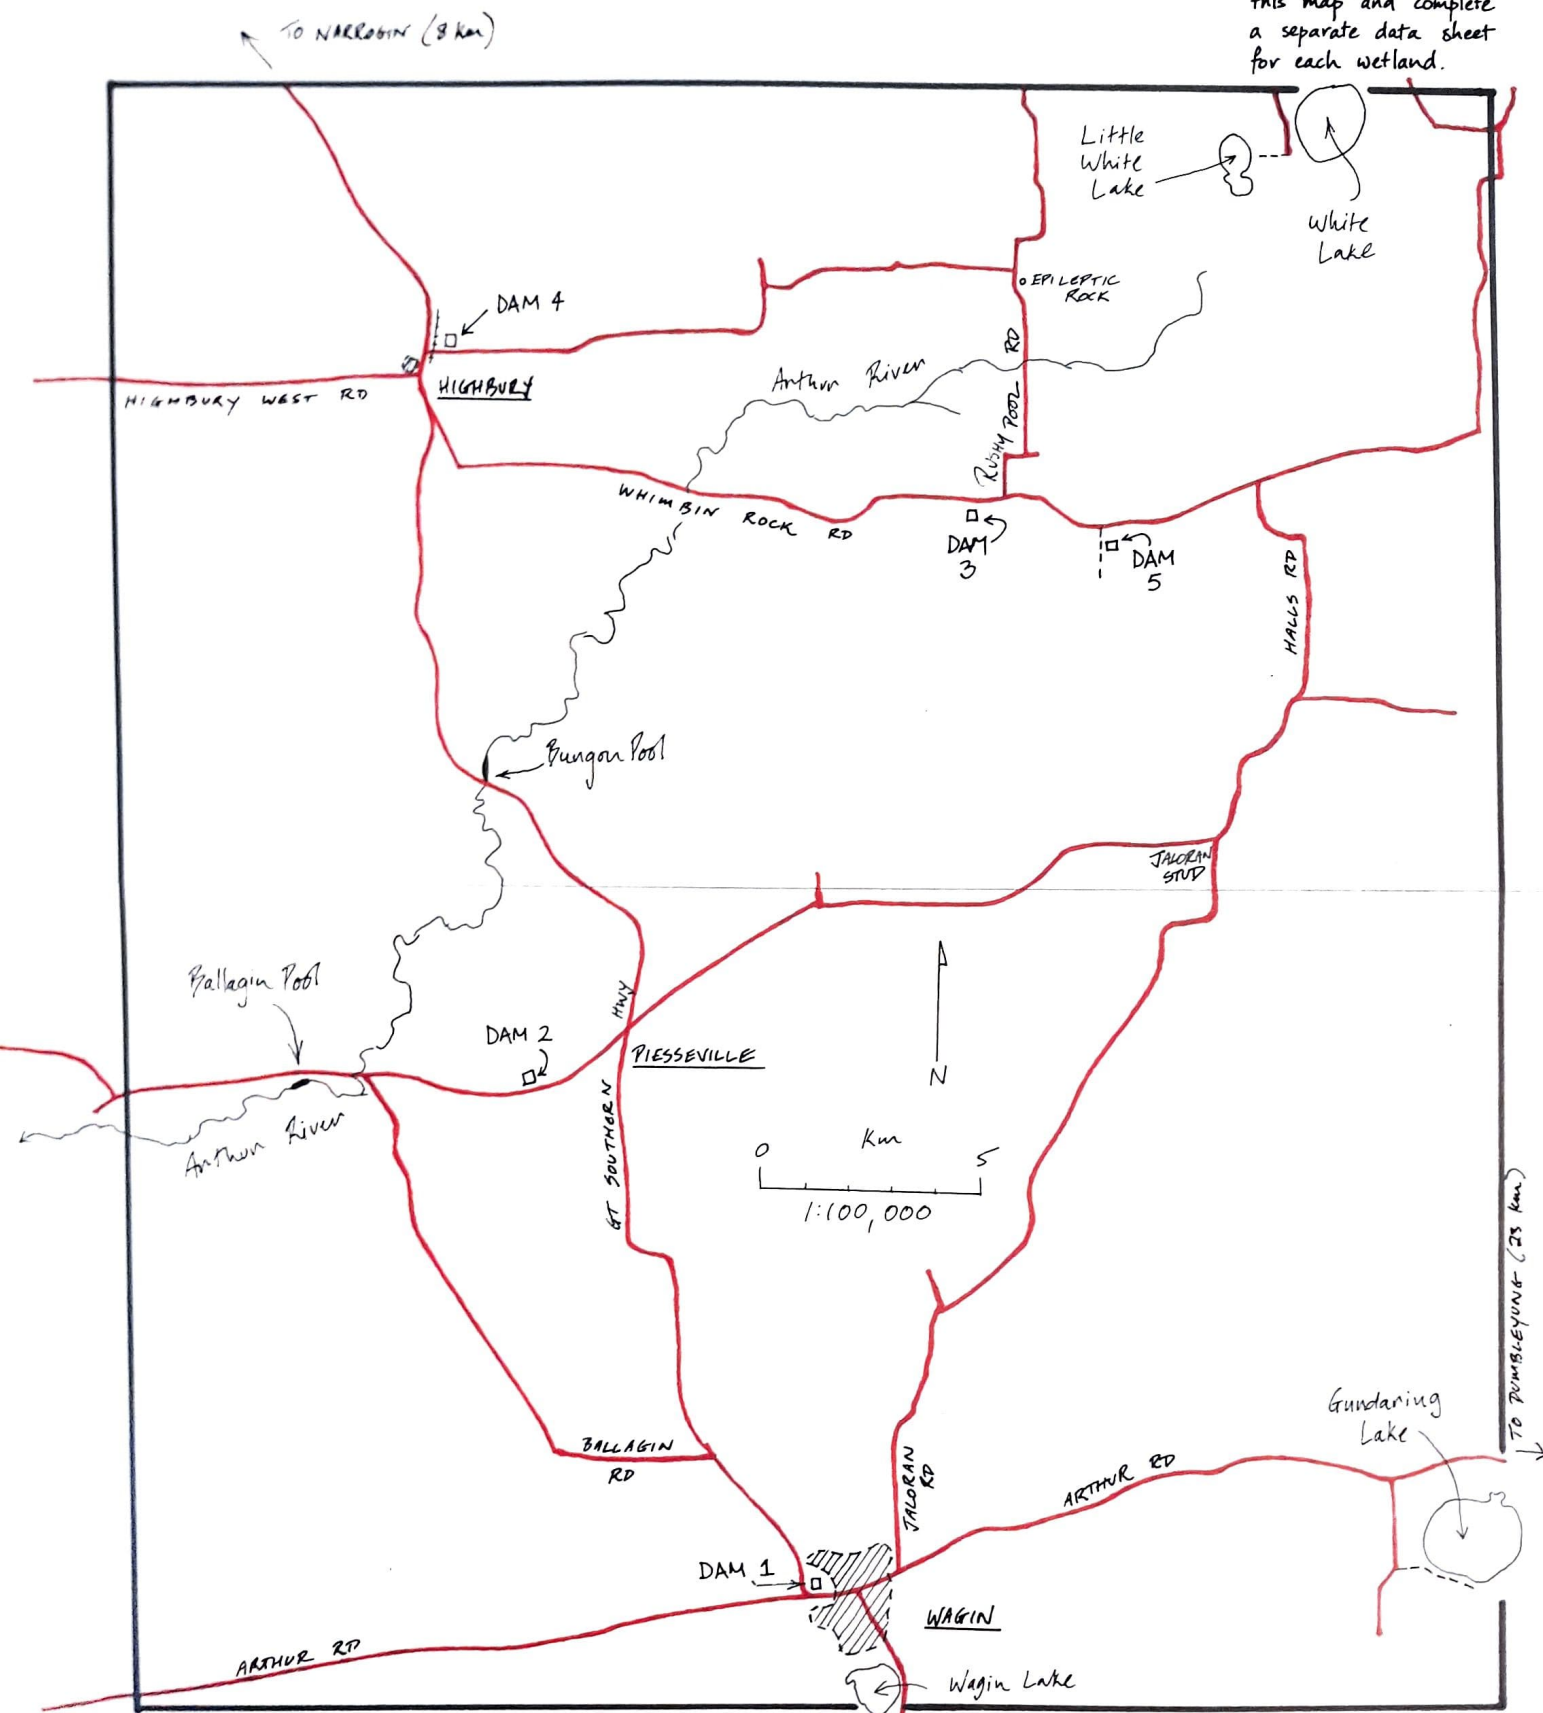 this map and complete
a separate data sheet
for each wetland.
TO NARROGIN (8 km)
Little
White
Lake
White
Lake
EPILEPTIC
ROCK
DAM 4
HIGHBURY
HIGHBURY WEST RD
Arthur River
RUSHY POOL RD
WHIMBIN ROCK RD
DAM
3
DAM
5
HALLS RD
Bungon Pool
JALORAN
STUD
Ballagin Pool
DAM 2
HWY
PIESSEVILLE
N
Arthur River
GT SOUTHERN
Km
0 5
1:100,000
TO DUMBLEYUNG (23 km)
Gundaring
Lake
BALLAGIN
RD
JALORAN
RD
ARTHUR RD
DAM 1
WAGIN
ARTHUR RD
Wagin Lake